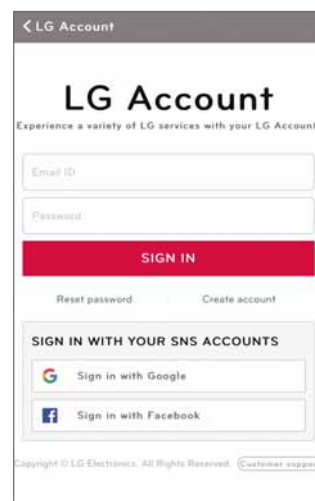 LG Account
LG Account
Experience a variety of LG services with your LG Account
Email ID
Password
SIGN IN
Reset password Create account
SIGN IN WITH YOUR SNS ACCOUNTS
G Sign in with Google
f Sign in with Facebook
Copyright © LG Electronics. All Rights Reserved Customer suppor